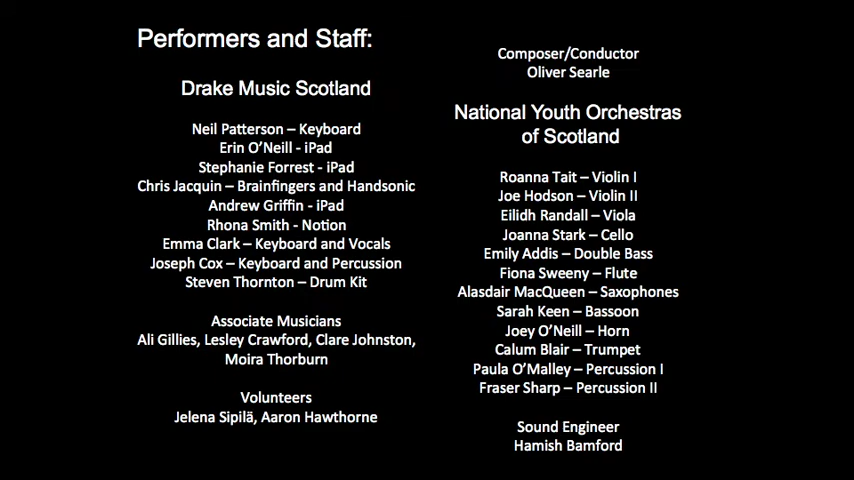 Performers and Staff:
Drake Music Scotland
Neil Patterson – Keyboard
Erin O’Neill - iPad
Stephanie Forrest - iPad
Chris Jacquin – Brainfingers and Handsonic
Andrew Griffin - iPad
Rhona Smith - Notion
Emma Clark – Keyboard and Vocals
Joseph Cox – Keyboard and Percussion
Steven Thornton – Drum Kit
Associate Musicians
Ali Gillies, Lesley Crawford, Clare Johnston,
Moira Thorburn
Volunteers
Jelena Sipilä, Aaron Hawthorne
Composer/Conductor
Oliver Searle
National Youth Orchestras
of Scotland
Roanna Tait – Violin I
Joe Hodson – Violin II
Eilidh Randall – Viola
Joanna Stark – Cello
Emily Addis – Double Bass
Fiona Sweeny – Flute
Alasdair MacQueen – Saxophones
Sarah Keen – Bassoon
Joey O’Neill – Horn
Calum Blair – Trumpet
Paula O’Malley – Percussion I
Fraser Sharp – Percussion II
Sound Engineer
Hamish Bamford